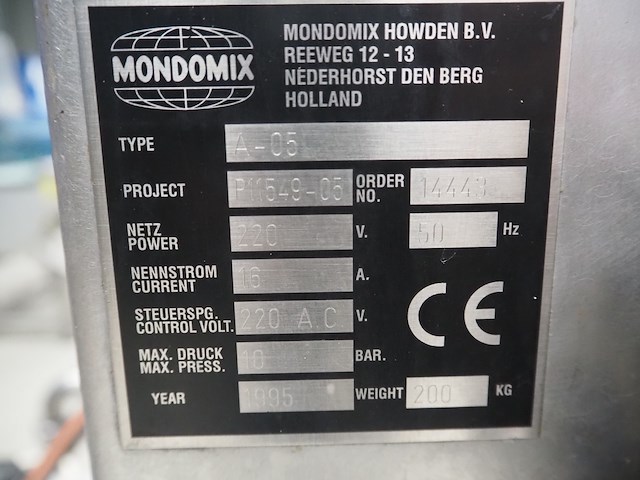 MONDOMIX
MONDOMIX HOWDEN B.V.
REEWEG 12 - 13
NEDERHORST DEN BERG
HOLLAND
TYPE A-05
PROJECT P11549-05 ORDER NO. 14443
NETZ POWER 220 V. 50 Hz
NENNSTROM CURRENT 16 A.
STEUERSPG. CONTROL VOLT. 220 AC V.
CE
MAX. DRUCK MAX. PRESS. 10 BAR.
YEAR 1995 WEIGHT 200 KG